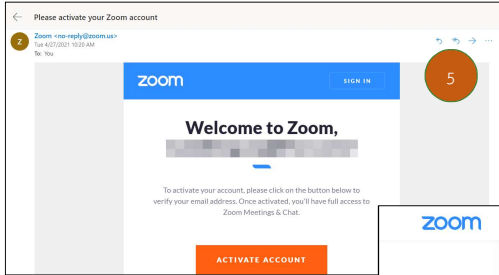 Please activate your Zoom account
Z
Zoom <no-reply@zoom.us>
Tue 4/27/2021 10:20 AM
To: You
5
zoom
SIGN IN
Welcome to Zoom,
To activate your account, please click on the button below to
verify your email address. Once activated, you'll have full access to
Zoom Meetings & Chat.
ACTIVATE ACCOUNT
zoom